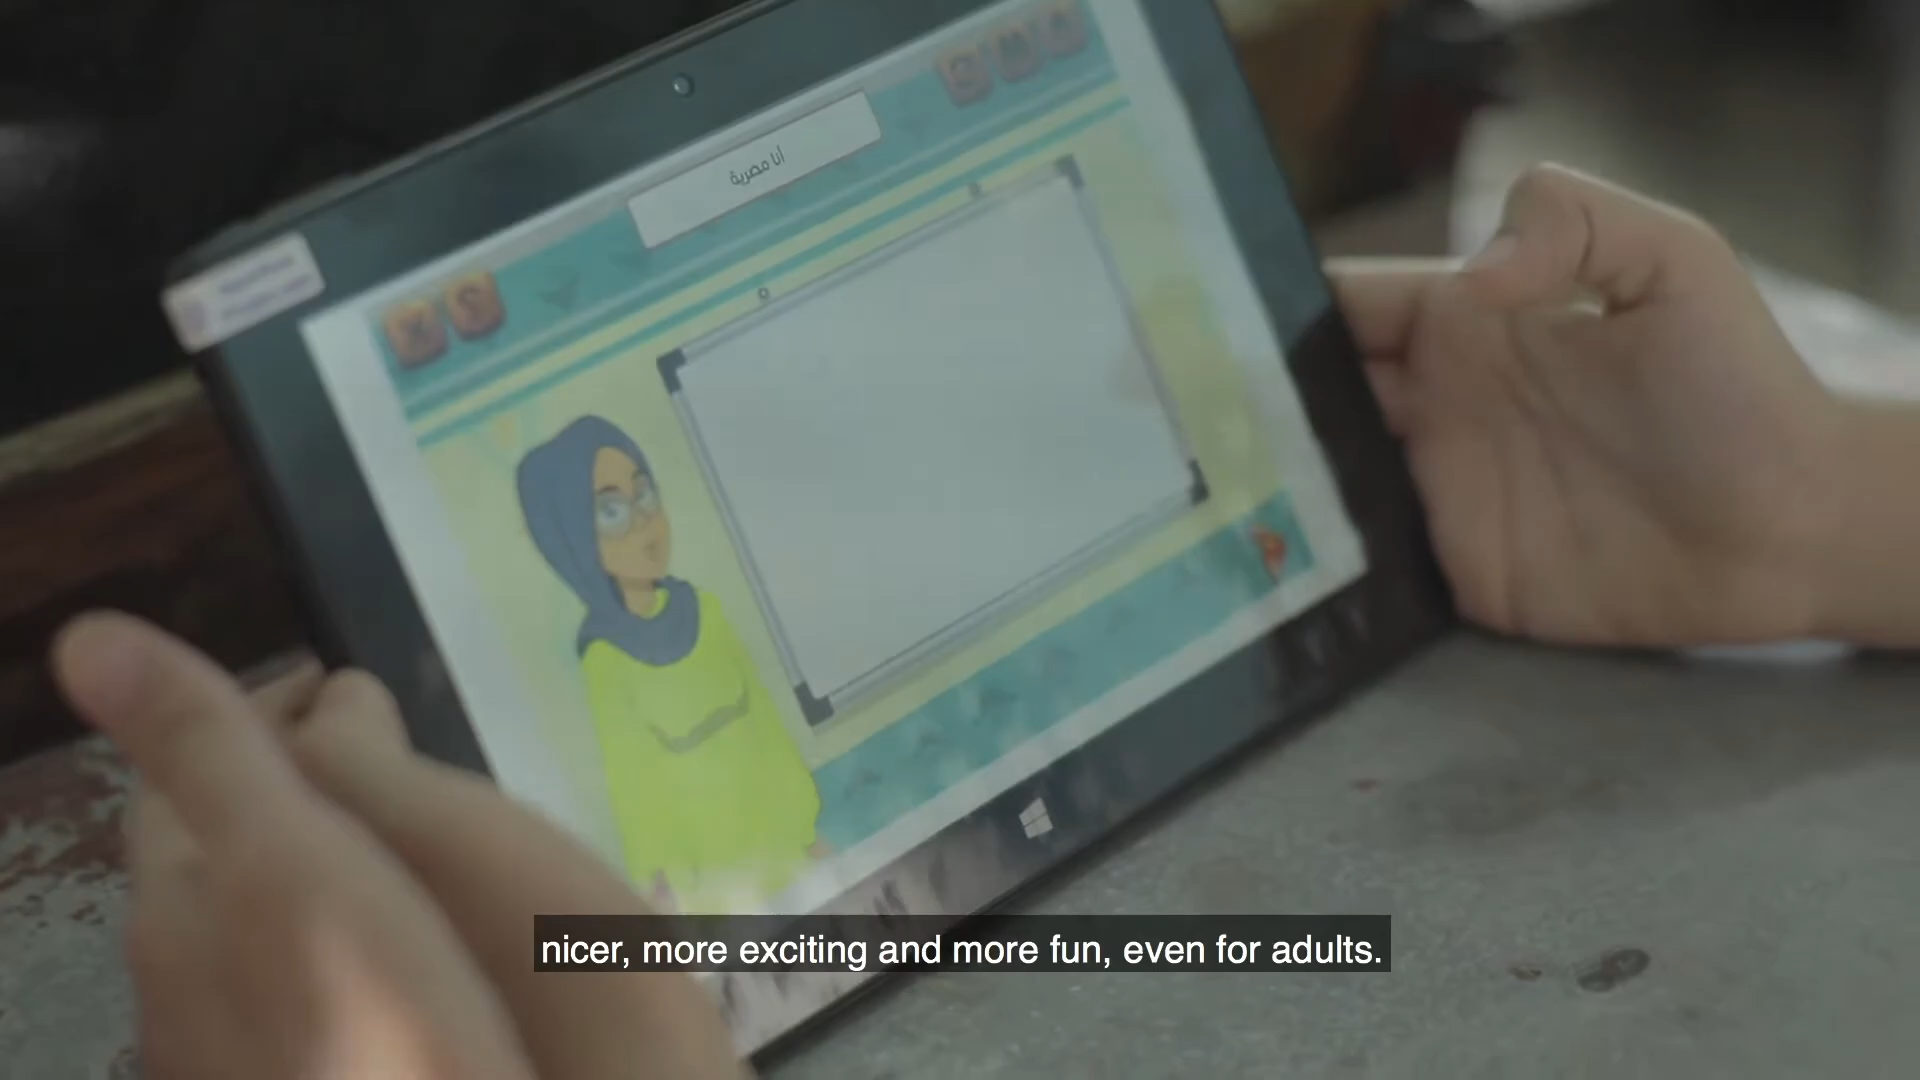 أنا مصرية
nicer, more exciting and more fun, even for adults.